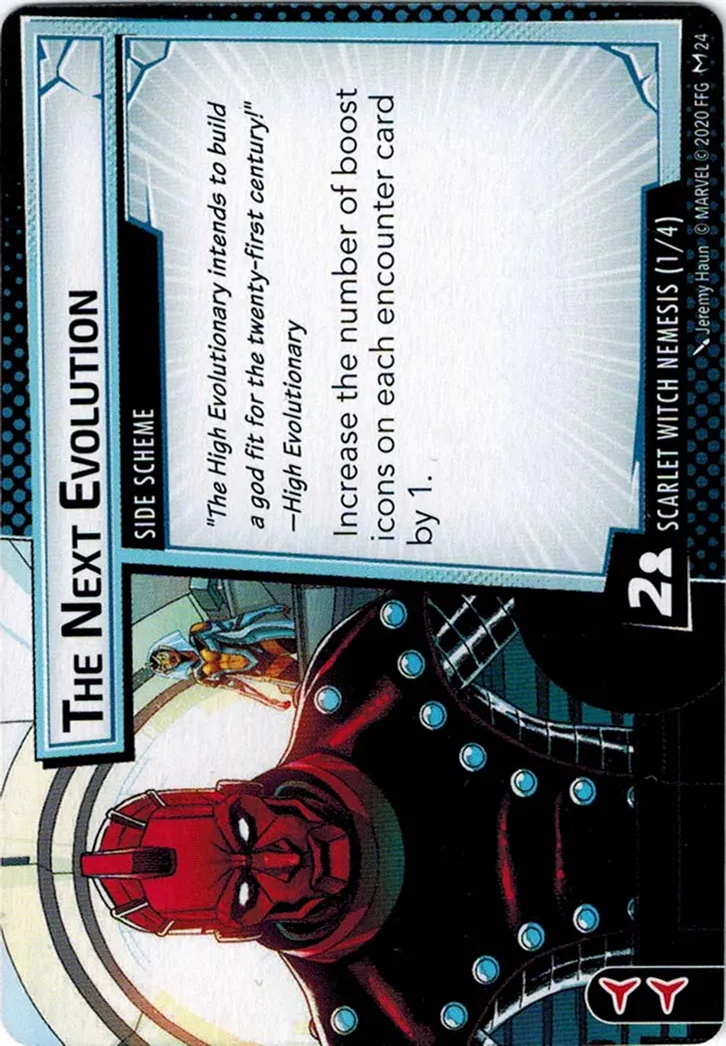 THE NEXT EVOLUTION
SIDE SCHEME
"The High Evolutionary intends to build
a god fit for the twenty-first century!"
—High Evolutionary
Increase the number of boost
icons on each encounter card
by 1.
2
SCARLET WITCH NEMESIS (1/4)
Jeremy Haun © MARVEL © 2020 FFG 24